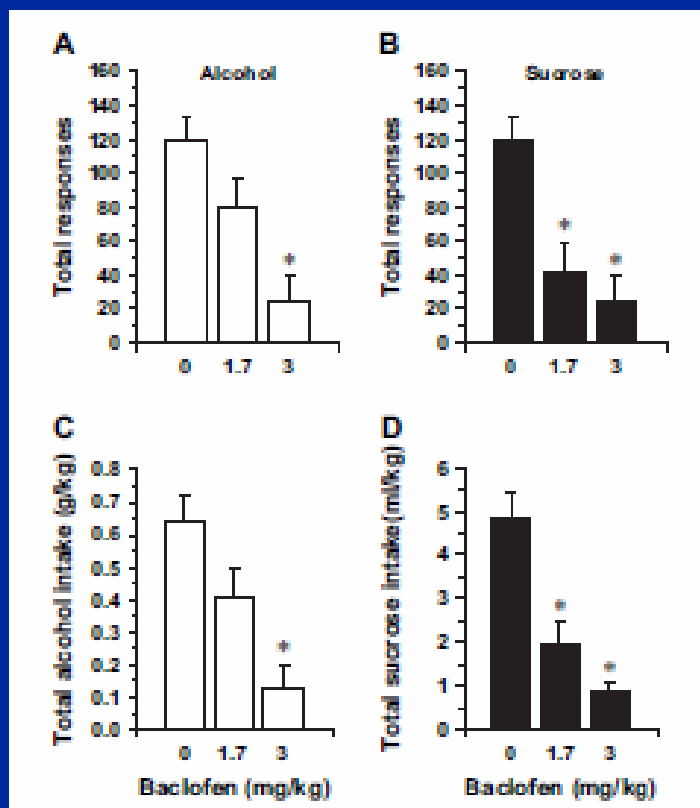 A
Alcohol
Total responses
160
140
120
100
80
60
40
20
0
*
0 1.7 3
B
Sucrose
Total responses
160
140
120
100
80
60
40
20
0
* *
0 1.7 3
C
Total alcohol intake (g/kg)
0.8
0.7
0.6
0.5
0.4
0.3
0.2
0.1
0.0
*
0 1.7 3
Baclofen (mg/kg)
D
Total sucrose intake(ml/kg)
6
5
4
3
2
1
0
*
*
0 1.7 3
Baclofen (mg/kg)